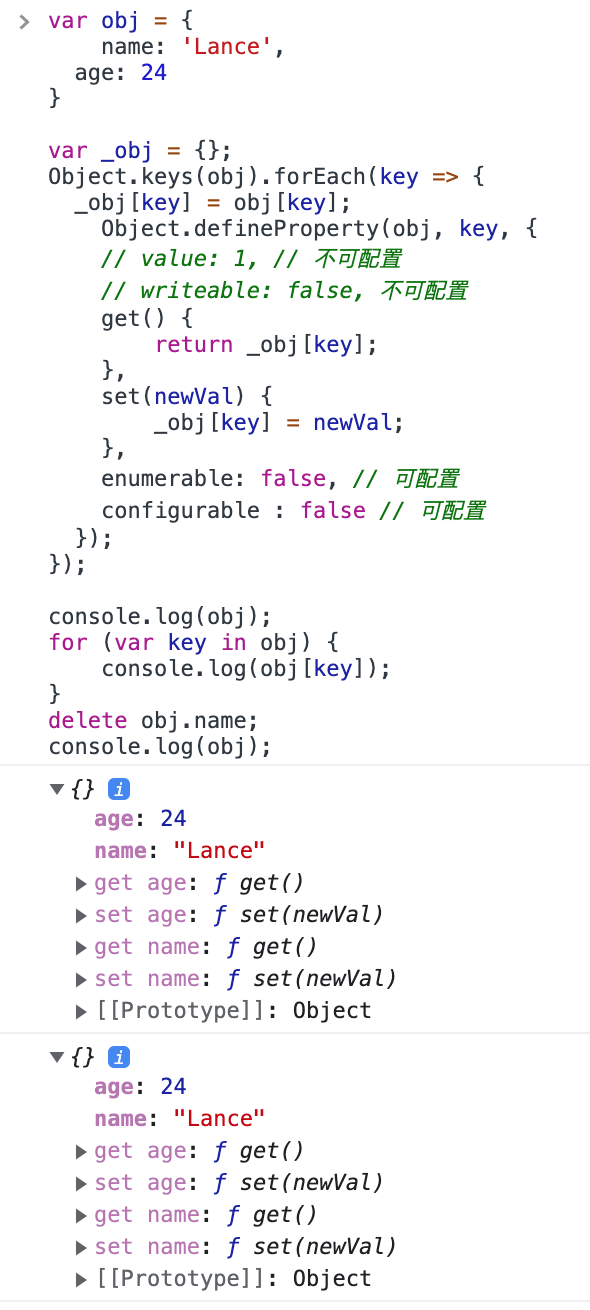 > var obj = {
    name: 'Lance',
  age: 24
}

var _obj = {};
Object.keys(obj).forEach(key => {
  _obj[key] = obj[key];
    Object.defineProperty(obj, key, {
    // value: 1, // 不可配置
    // writeable: false, 不可配置
    get() {
        return _obj[key];
    },
    set(newVal) {
        _obj[key] = newVal;
    },
    enumerable: false, // 可配置
    configurable : false // 可配置
  });
});

console.log(obj);
for (var key in obj) {
    console.log(obj[key]);
}
delete obj.name;
console.log(obj);
▼{} i
age: 24
name: "Lance"
▶get age: ƒ get()
▶set age: ƒ set(newVal)
▶get name: ƒ get()
▶set name: ƒ set(newVal)
▶[[Prototype]]: Object
▼{} i
age: 24
name: "Lance"
▶get age: ƒ get()
▶set age: ƒ set(newVal)
▶get name: ƒ get()
▶set name: ƒ set(newVal)
▶[[Prototype]]: Object